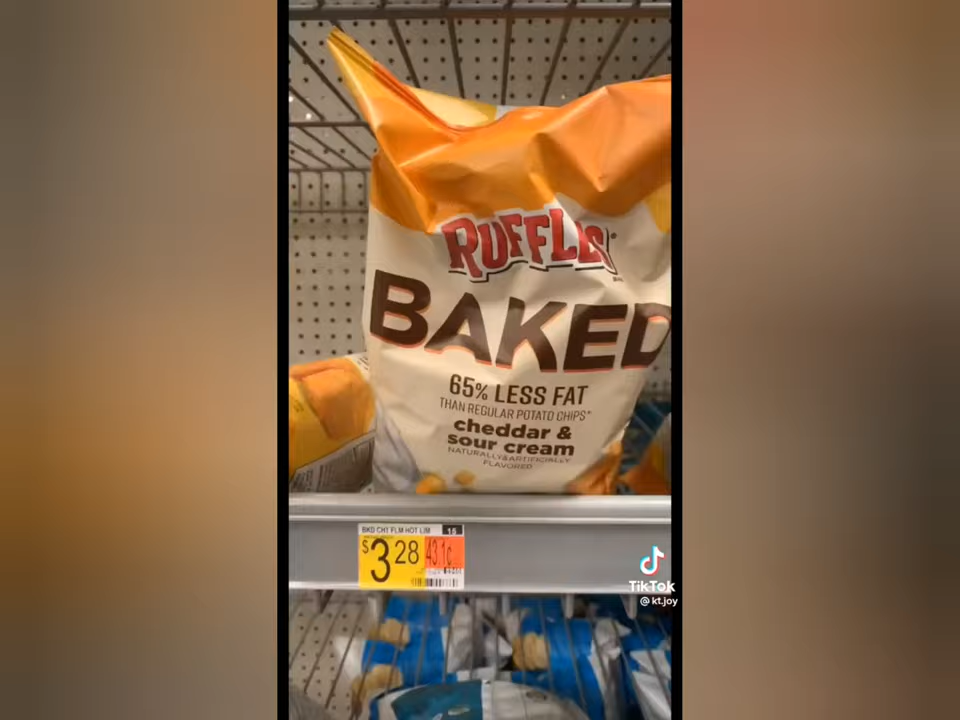 RUFFLES
BAKED
65% LESS FAT
THAN REGULAR POTATO CHIPS*
cheddar &
sour cream
NATURALLY & ARTIFICIALLY
FLAVORED
BKD CHT FLM HOT LIM 15
$3 28 43.1¢
TikTok
@ kt.joy